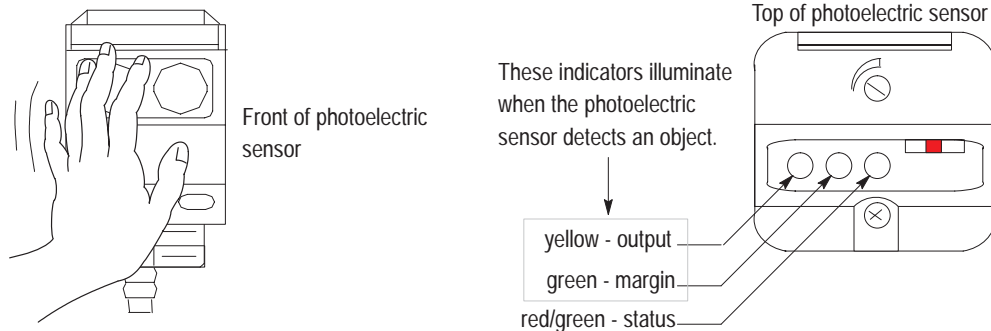 Front of photoelectric
sensor
These indicators illuminate
when the photoelectric
sensor detects an object.
yellow - output
green - margin
red/green - status
Top of photoelectric sensor